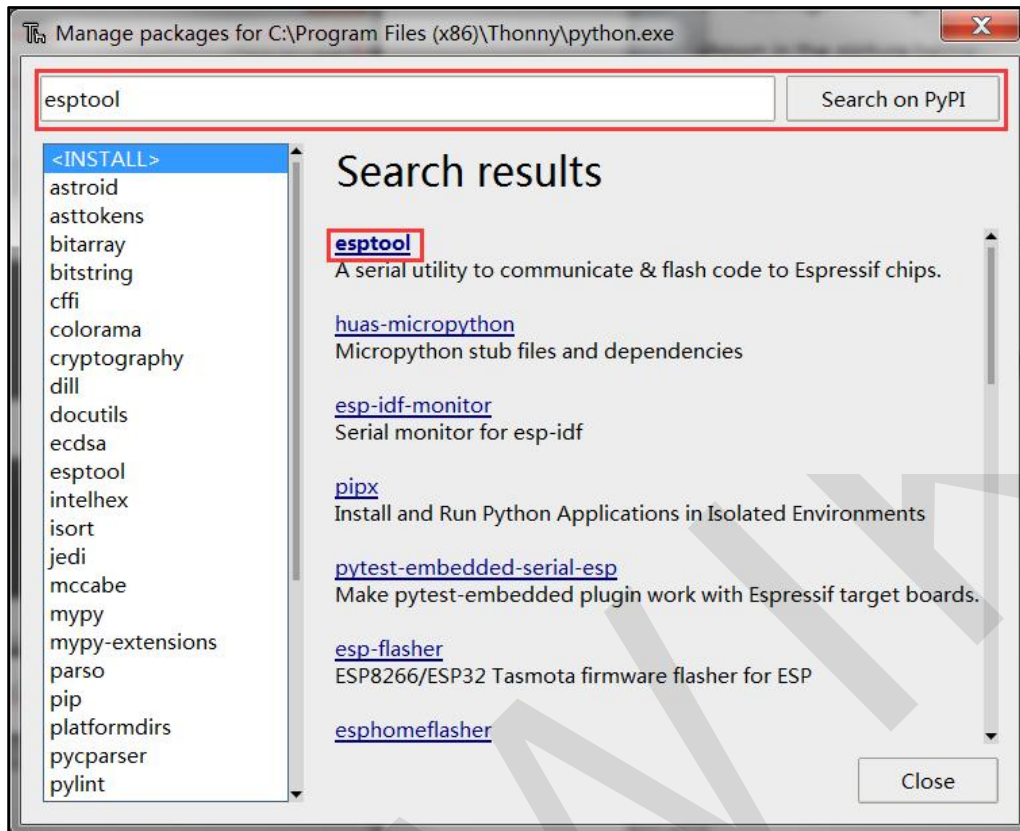 Manage packages for C:\Program Files (x86)\Thonny\python.exe
esptool
Search on PyPI
<INSTALL>
astroid
asttokens
bitarray
bitstring
cffi
colorama
cryptography
dill
docutils
ecdsa
esptool
intelhex
isort
jedi
mccabe
mypy
mypy-extensions
parso
pip
platformdirs
pycparser
pylint
Search results
esptool
A serial utility to communicate & flash code to Espressif chips.
huas-micropython
Micropython stub files and dependencies
esp-idf-monitor
Serial monitor for esp-idf
pipx
Install and Run Python Applications in Isolated Environments
pytest-embedded-serial-esp
Make pytest-embedded plugin work with Espressif target boards.
esp-flasher
ESP8266/ESP32 Tasmota firmware flasher for ESP
esphomeflasher
Close